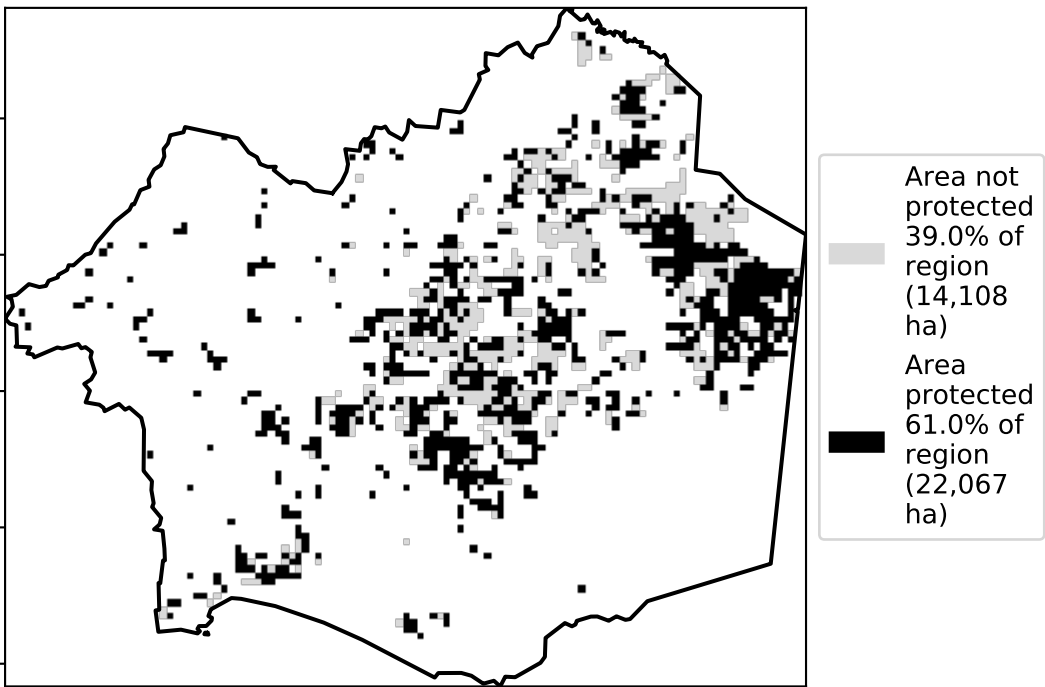 Area not
protected
39.0% of
region
(14,108
ha)
Area
protected
61.0% of
region
(22,067
ha)